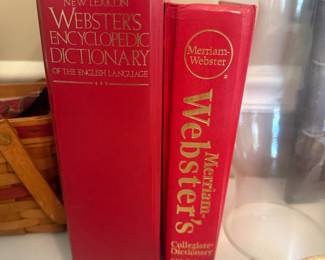 NEW LEXICON
WEBSTER'S
ENCYCLOPEDIC
DICTIONARY
OF THE ENGLISH LANGUAGE
Merriam-
Webster
®
Merriam-
Webster's
Collegiate®
Dictionary